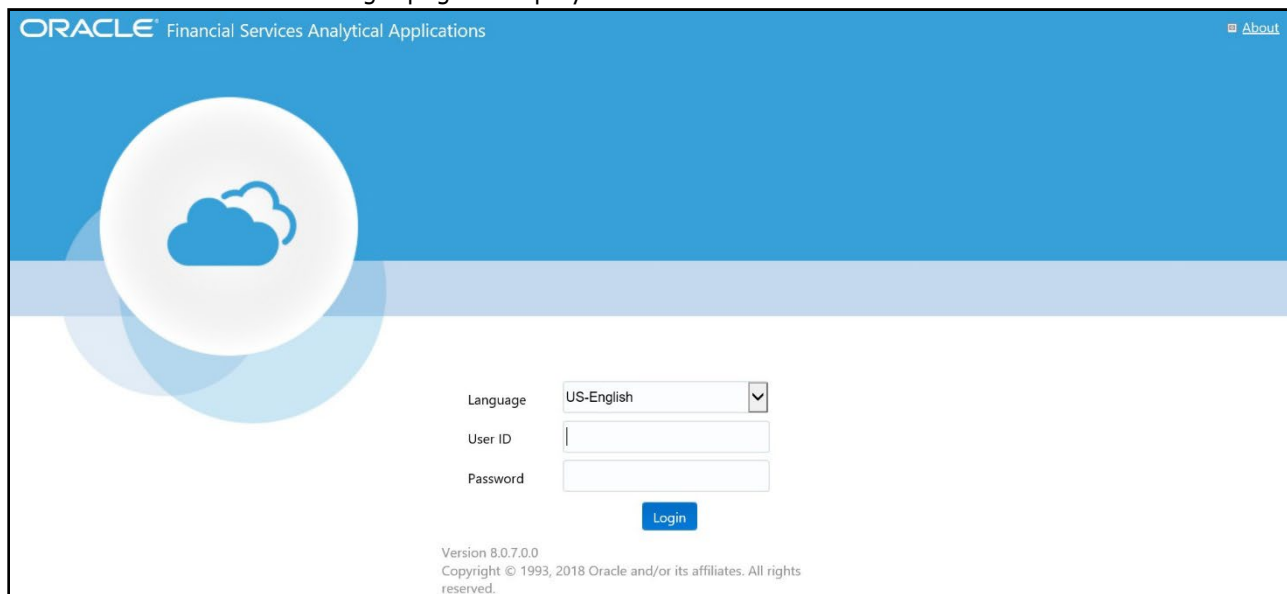 ORACLE® Financial Services Analytical Applications
About
Language US-English
User ID
Password
Login
Version 8.0.7.0.0
Copyright © 1993, 2018 Oracle and/or its affiliates. All rights
reserved.